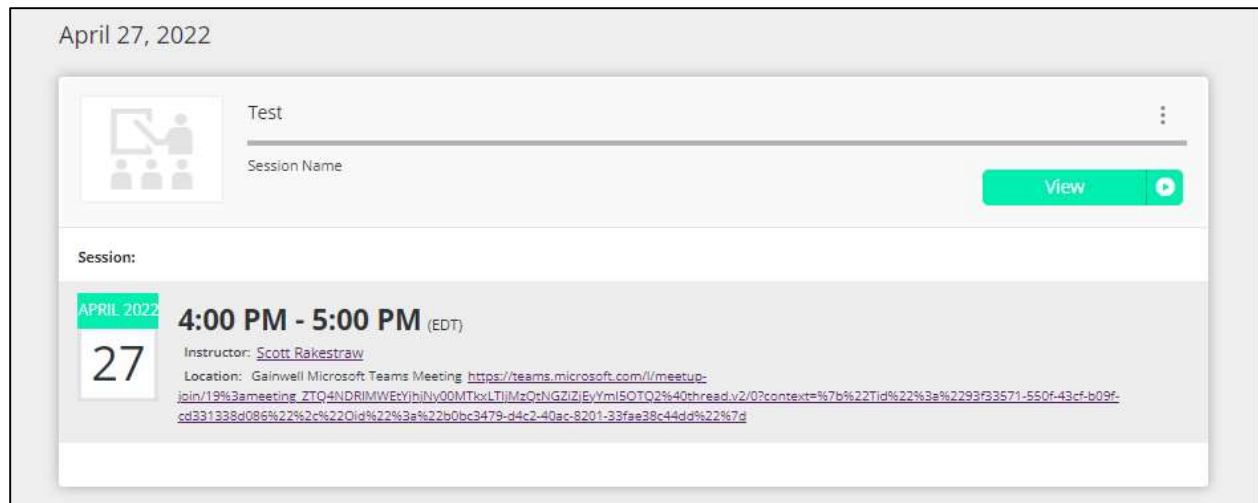 April 27, 2022
Test
Session Name
View
Session:
APRIL 2022
27
4:00 PM - 5:00 PM (EDT)
Instructor: Scott Rakestraw
Location: Gainwell Microsoft Teams Meeting https://teams.microsoft.com/l/meetup-
join/19%3ameeting_ZTQ4NDRlMWEtYjhjNy00MTkxLTljMzQtNGZlZjEyYmI5OTQ2%40thread.v2/0?context=%7b%22Tid%22%3a%2293f33571-550f-43cf-b09f-
cd331338d086%22%2c%22Oid%22%3a%22b0bc3479-d4c2-40ac-8201-33fae38c44dd%22%7d